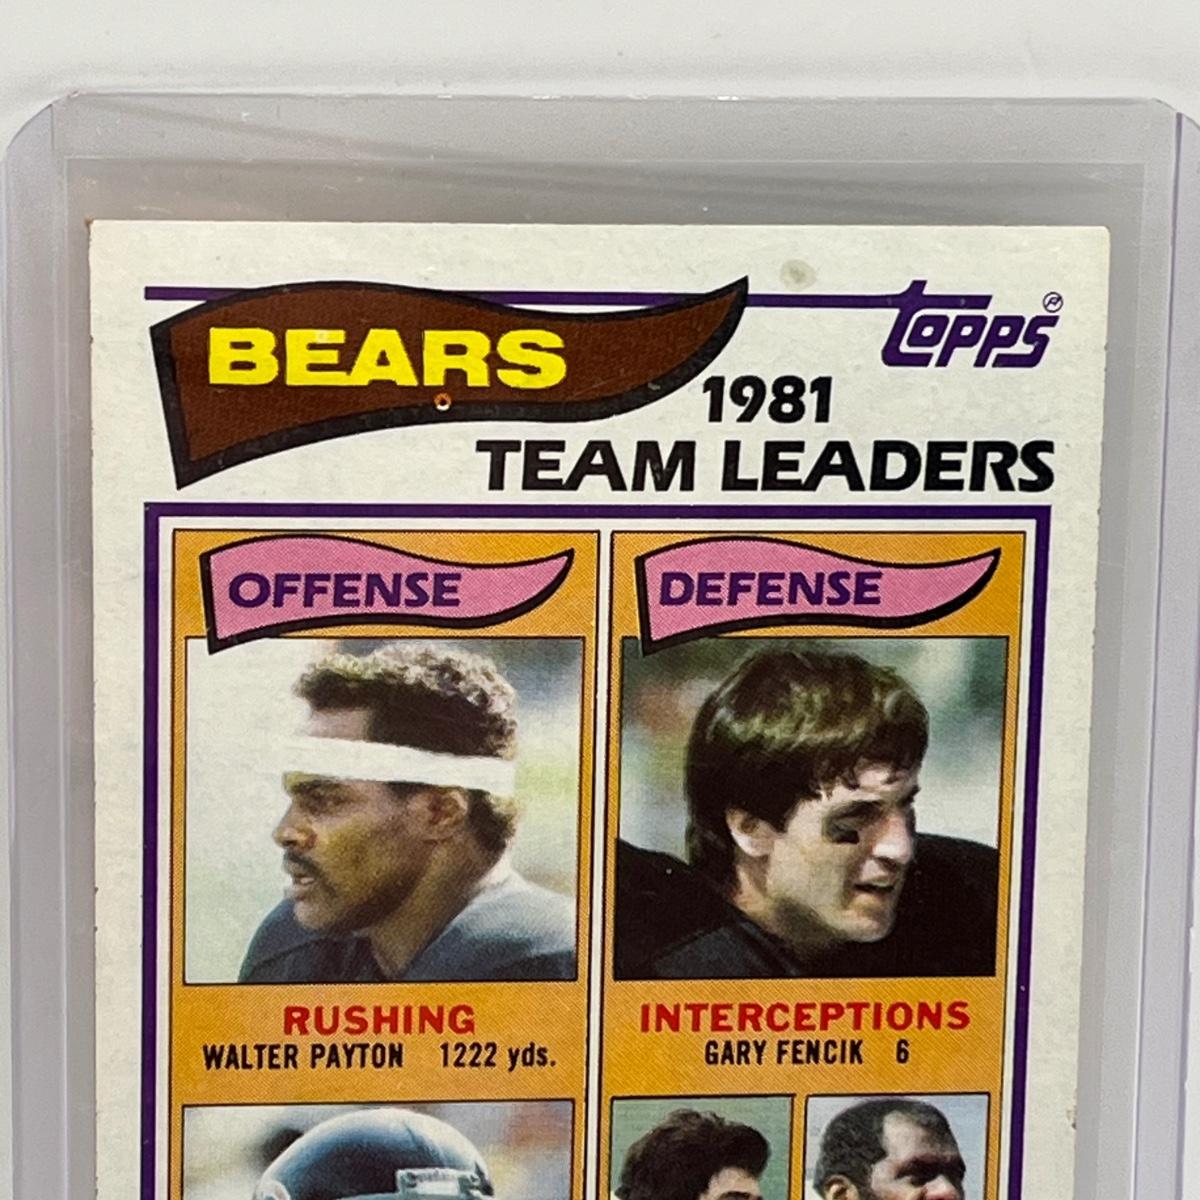 BEARS
TOPPS®
1981
TEAM LEADERS
OFFENSE
DEFENSE
RUSHING
WALTER PAYTON 1222 yds.
INTERCEPTIONS
GARY FENCIK 6